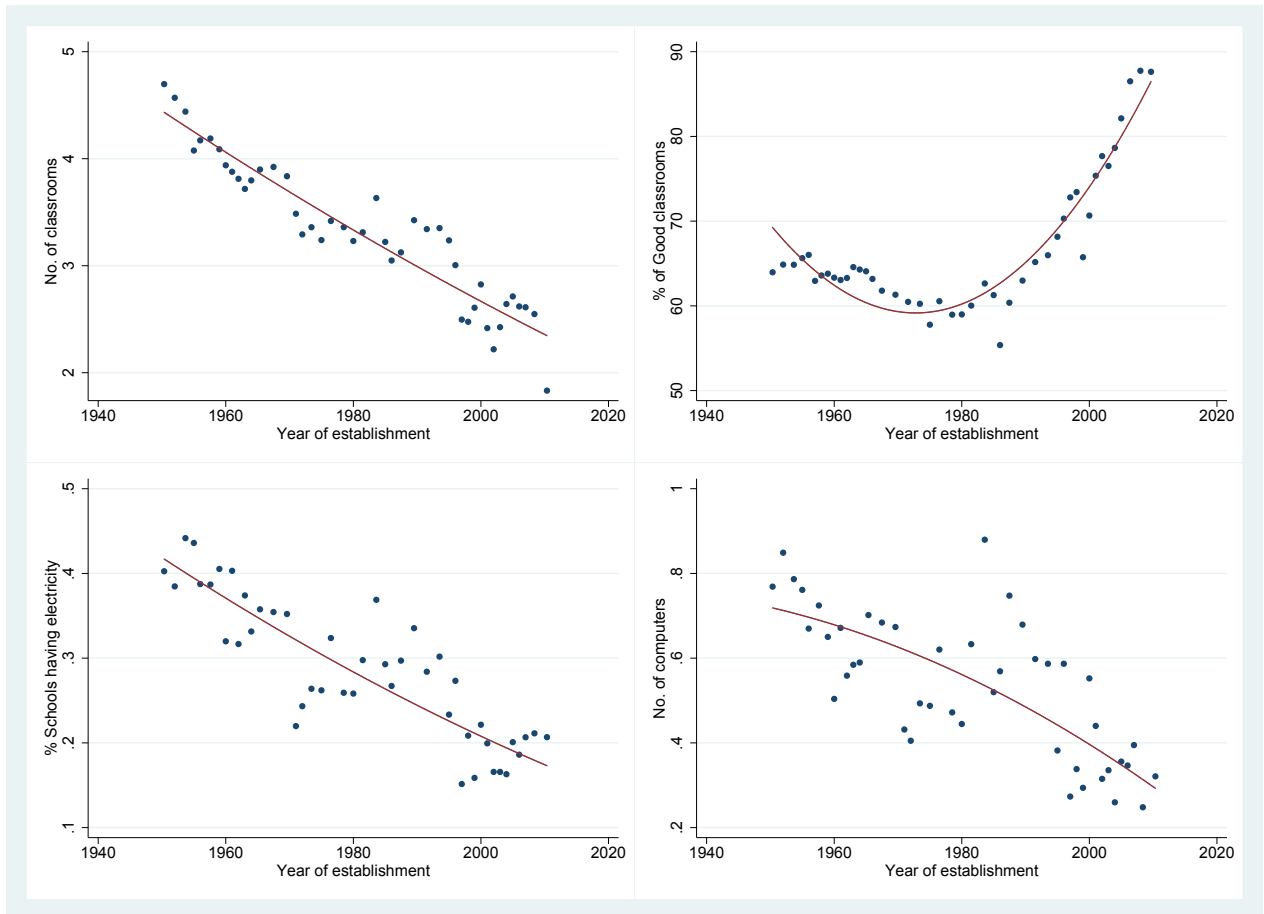 No. of classrooms
5
4
3
2
1940 1960 1980 2000 2020
Year of establishment
% of Good classrooms
90
80
70
60
50
1940 1960 1980 2000 2020
Year of establishment
% Schools having electricity
.5
.4
.3
.2
.1
1940 1960 1980 2000 2020
Year of establishment
No. of computers
1
.8
.6
.4
.2
1940 1960 1980 2000 2020
Year of establishment